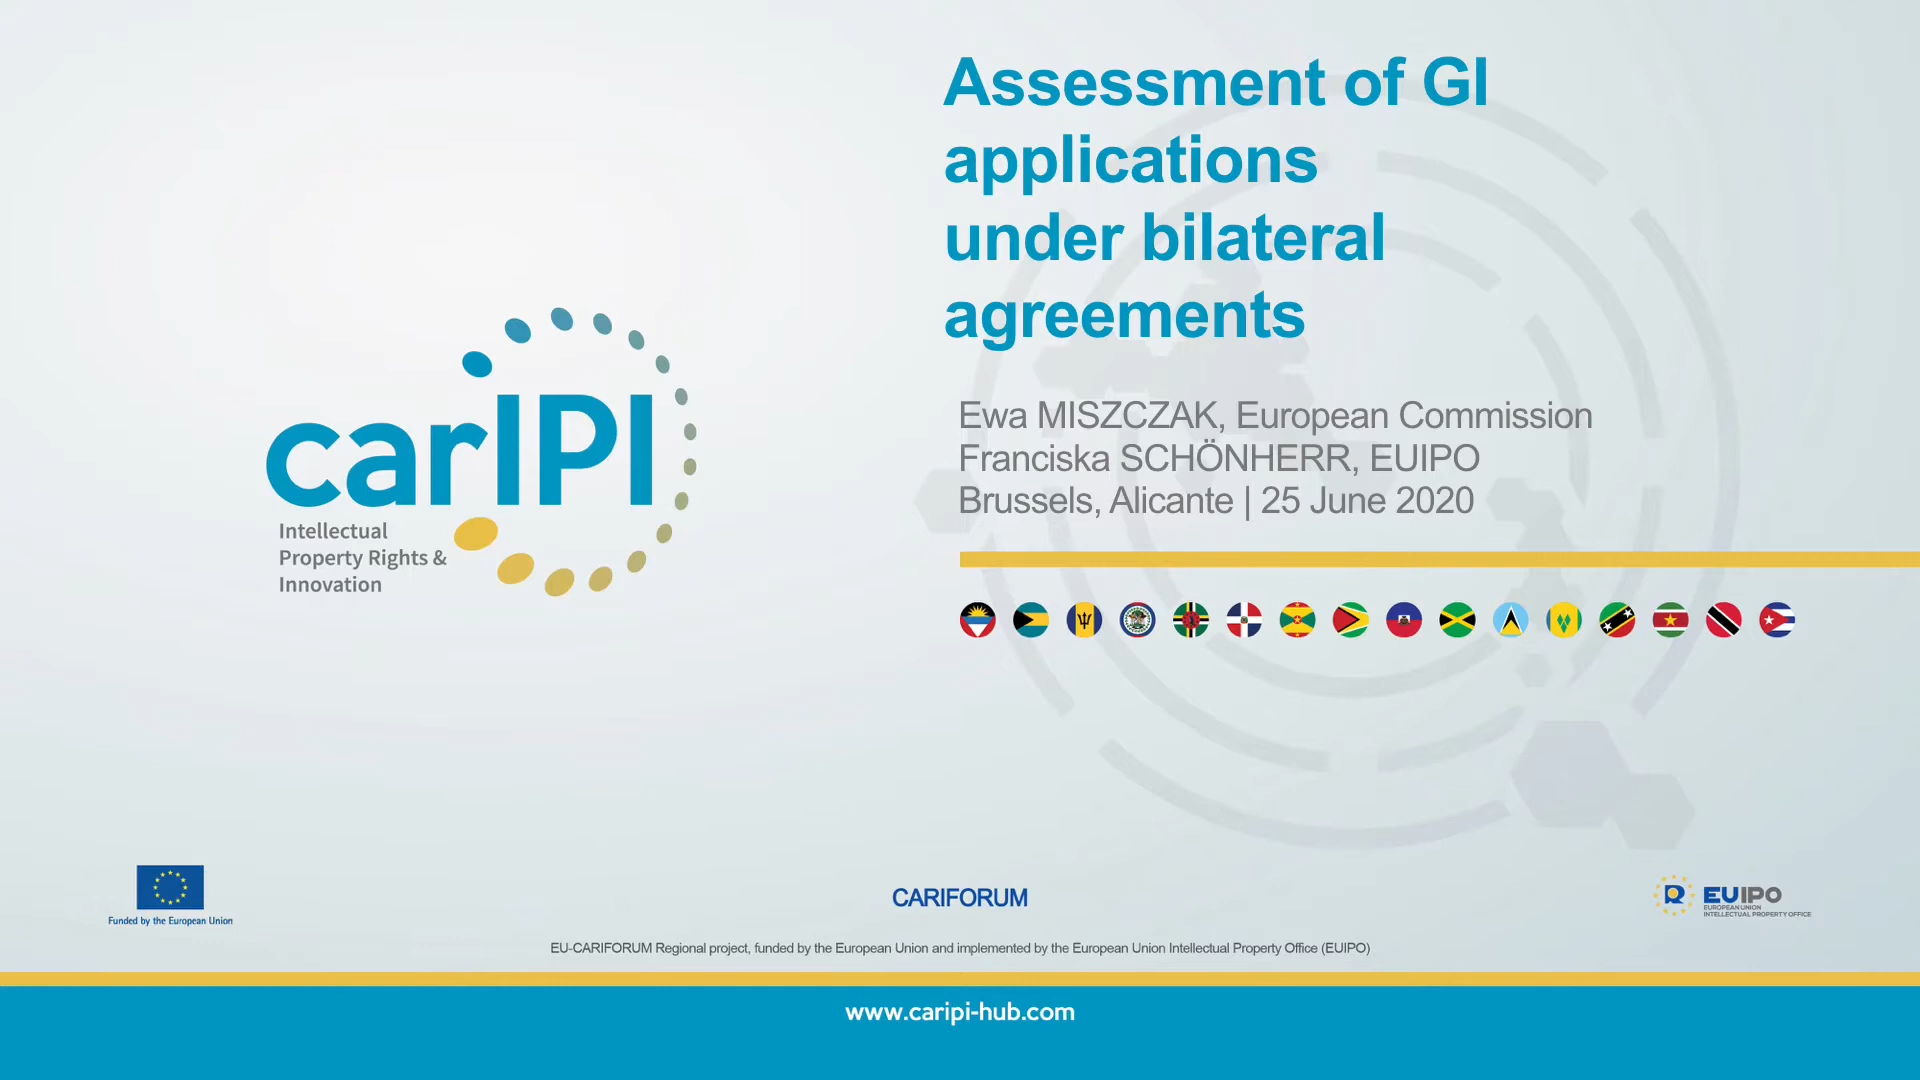 Assessment of GI
applications
under bilateral
agreements
Ewa MISZCZAK, European Commission
Franciska SCHÖNHERR, EUIPO
Brussels, Alicante | 25 June 2020
carIPI
Intellectual
Property Rights &
Innovation
Funded by the European Union
CARIFORUM
EUIPO
EUROPEAN UNION
INTELLECTUAL PROPERTY OFFICE
EU-CARIFORUM Regional project, funded by the European Union and implemented by the European Union Intellectual Property Office (EUIPO)
www.caripi-hub.com